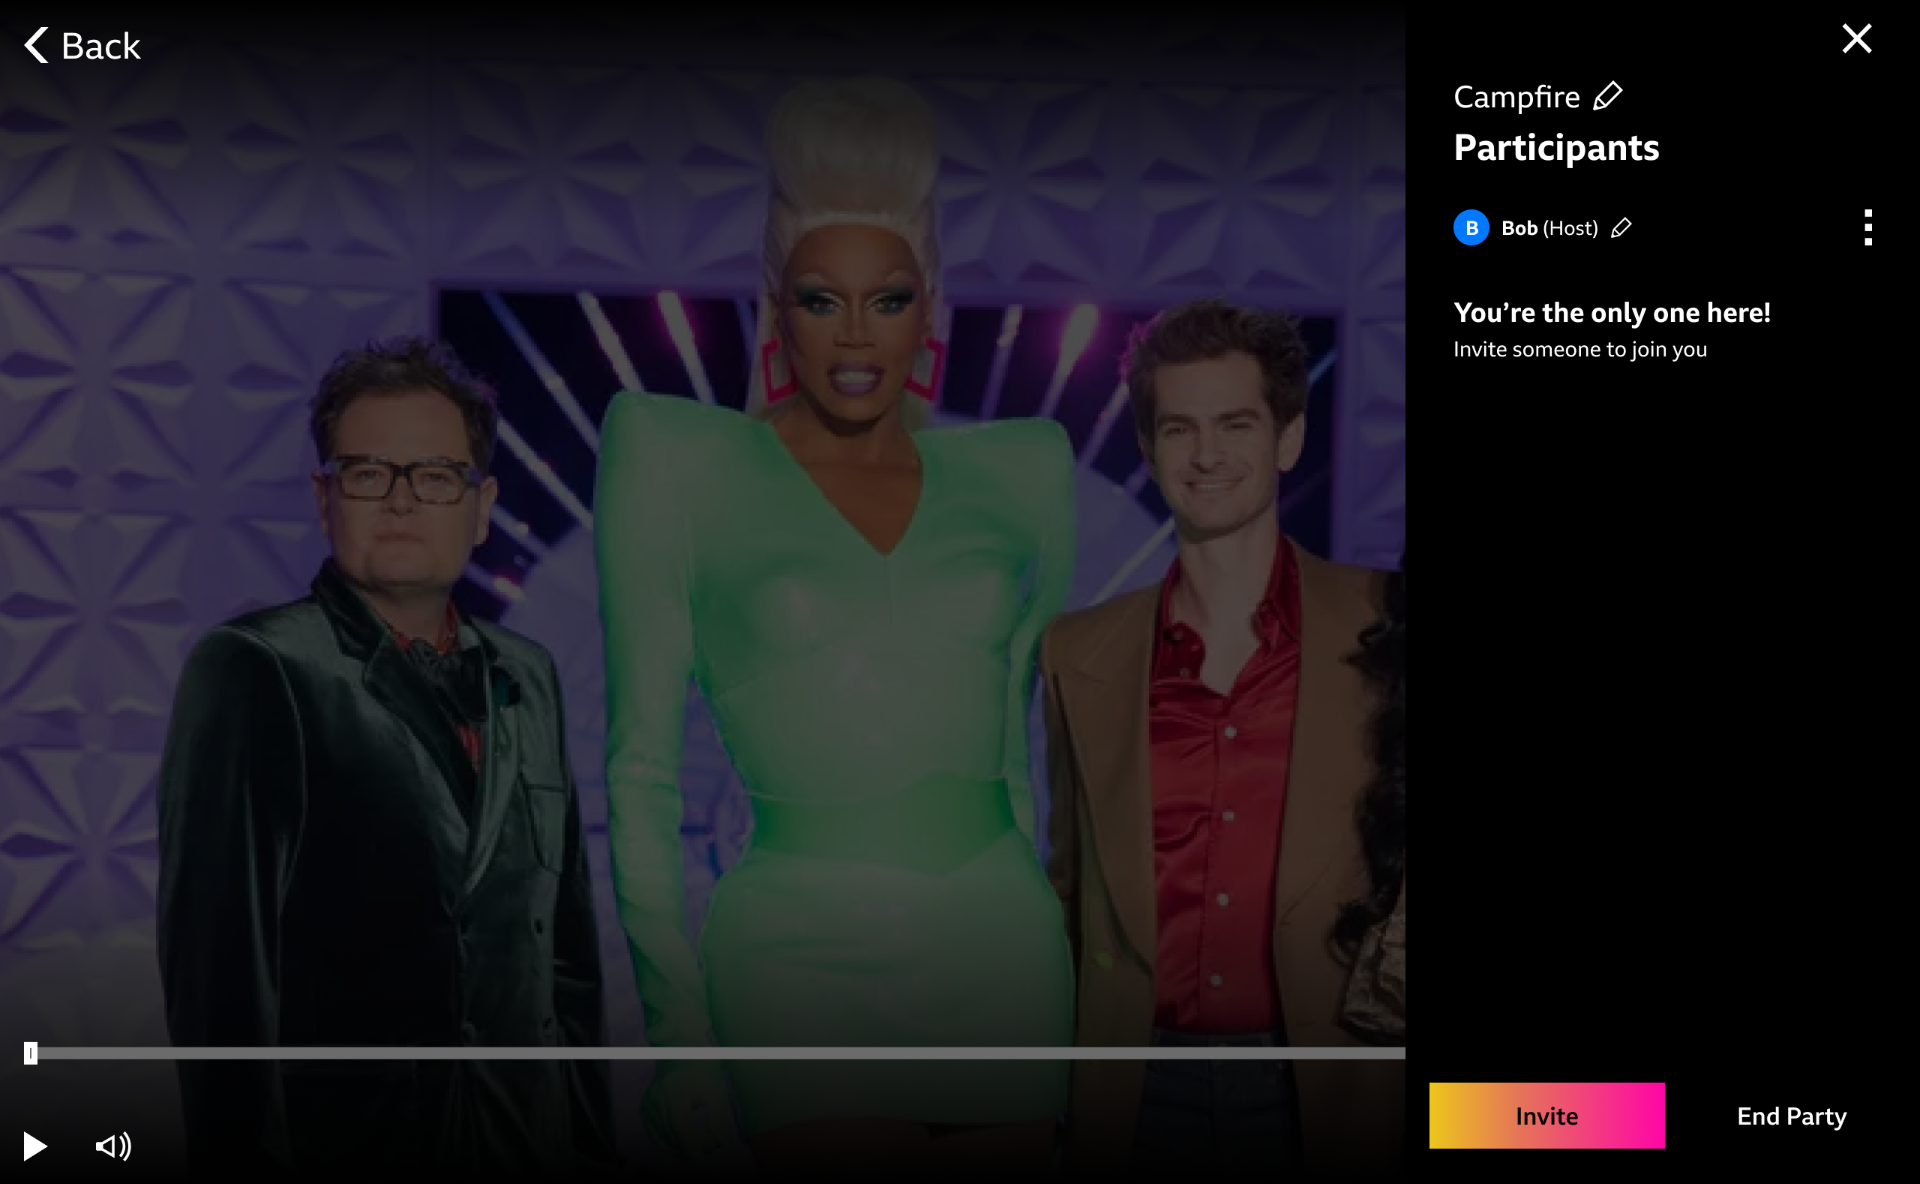 Back
Campfire
Participants
B Bob (Host)
You’re the only one here!
Invite someone to join you
Invite
End Party